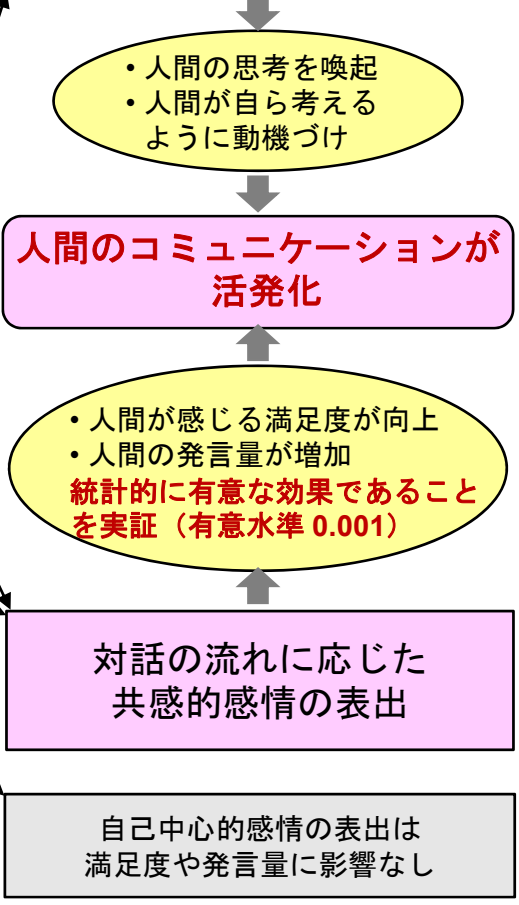 ・人間の思考を喚起
・人間が自ら考える
ように動機づけ
人間のコミュニケーションが
活発化
・人間が感じる満足度が向上
・人間の発言量が増加
統計的に有意な効果であること
を実証（有意水準 0.001）
対話の流れに応じた
共感的感情の表出
自己中心的感情の表出は
満足度や発言量に影響なし